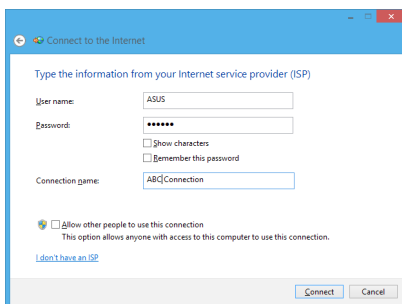 Connect to the Internet
Type the information from your Internet service provider (ISP)
User name: ASUS
Password: ••••••
Show characters
Remember this password
Connection name: ABC Connection
Allow other people to use this connection
This option allows anyone with access to this computer to use this connection.
I don't have an ISP
Connect Cancel